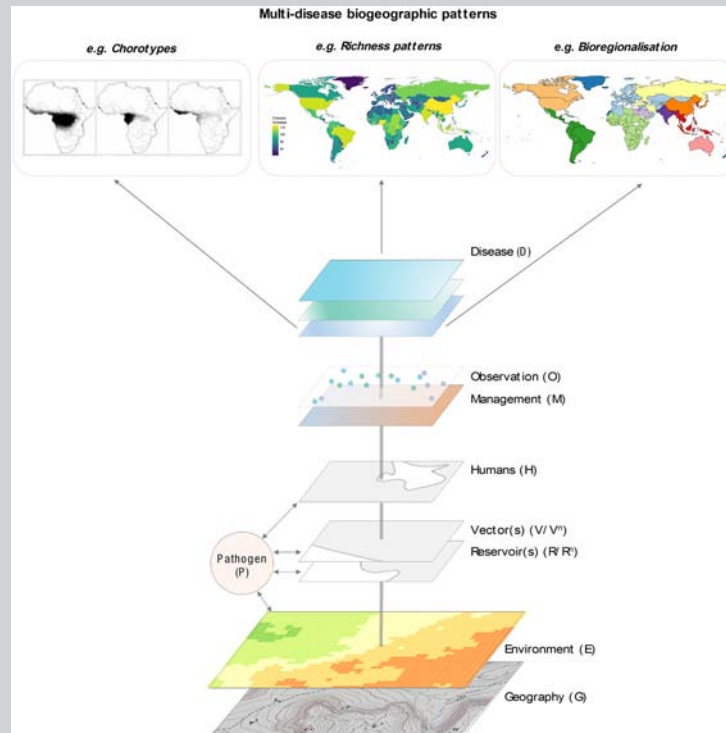 Multi-disease biogeographic patterns
e.g. Chorotypes
e.g. Richness patterns
e.g. Bioregionalisation
Disease (D)
Observation (O)
Management (M)
Humans (H)
Vector(s) (V/Vⁿ)
Reservoir(s) (R/Rⁿ)
Pathogen
(P)
Environment (E)
Geography (G)